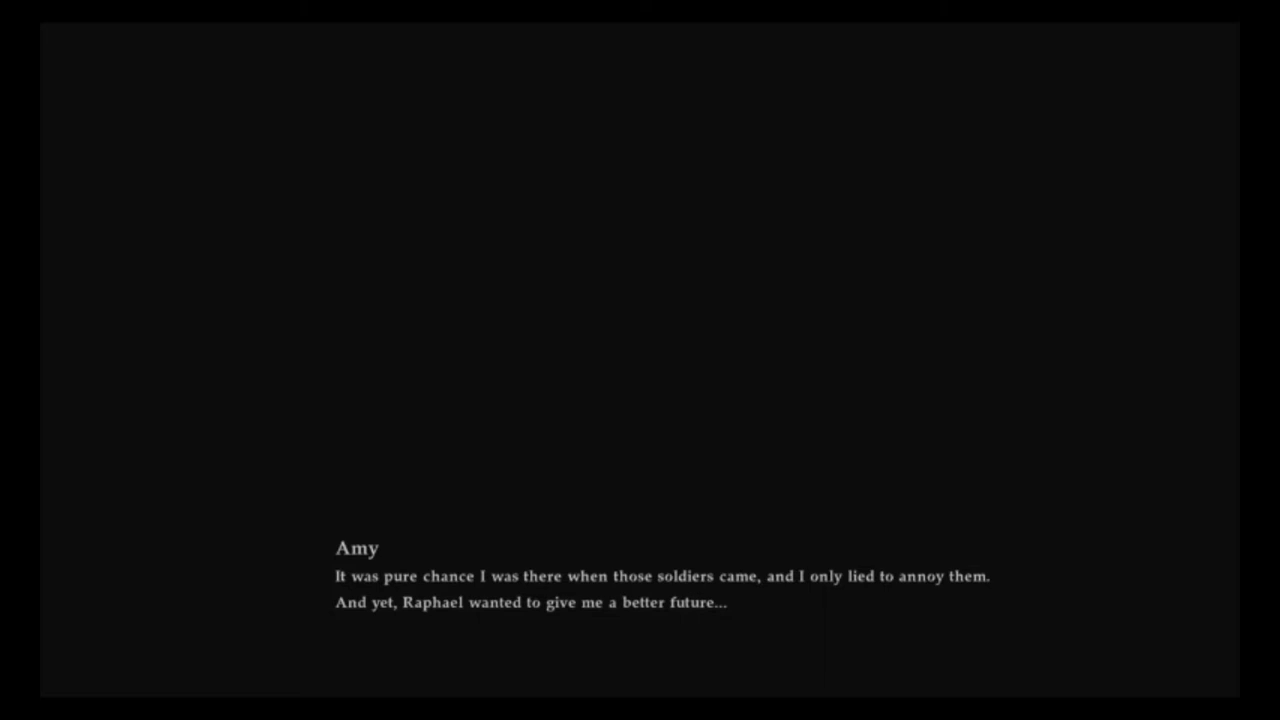 Amy
It was pure chance I was there when those soldiers came, and I only lied to annoy them.
And yet, Raphael wanted to give me a better future...